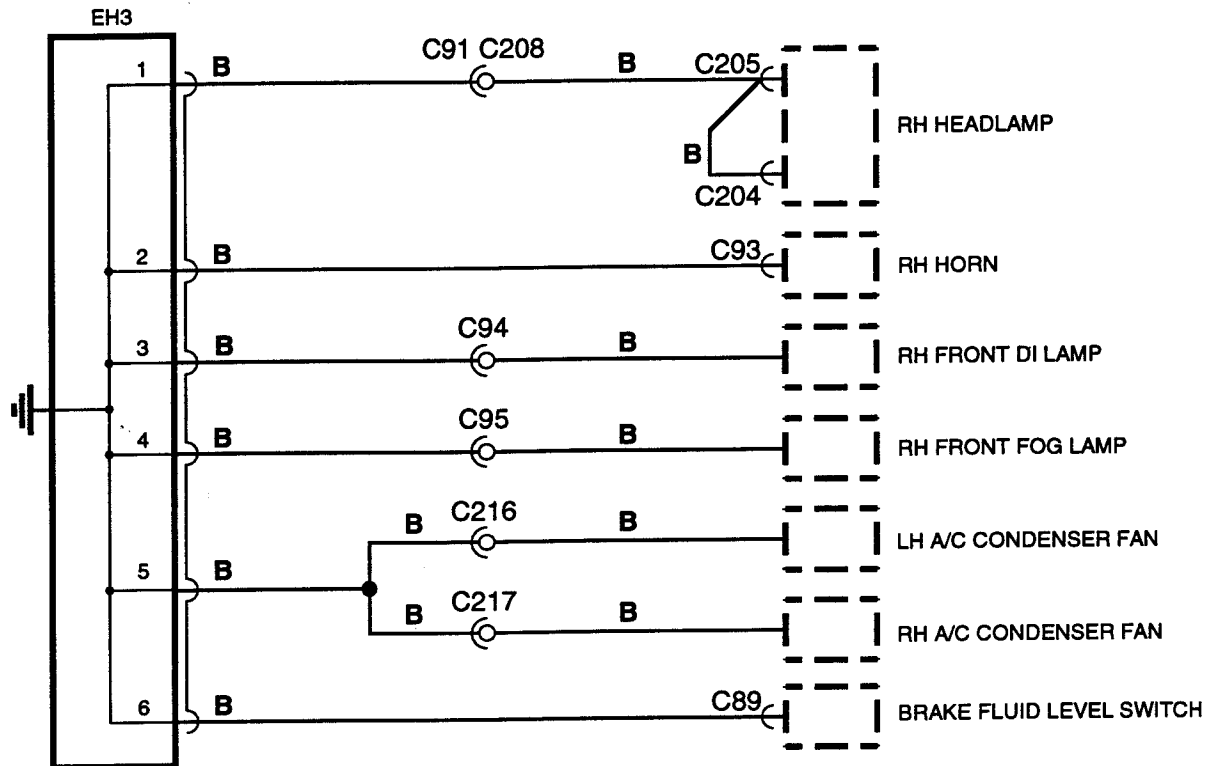 EH3
1 B C91 C208 B C205
RH HEADLAMP
B
C204
2 B C93 RH HORN
3 B C94 B RH FRONT DI LAMP
4 B C95 B RH FRONT FOG LAMP
B C216 B LH A/C CONDENSER FAN
5 B
B C217 B RH A/C CONDENSER FAN
6 B C89 BRAKE FLUID LEVEL SWITCH